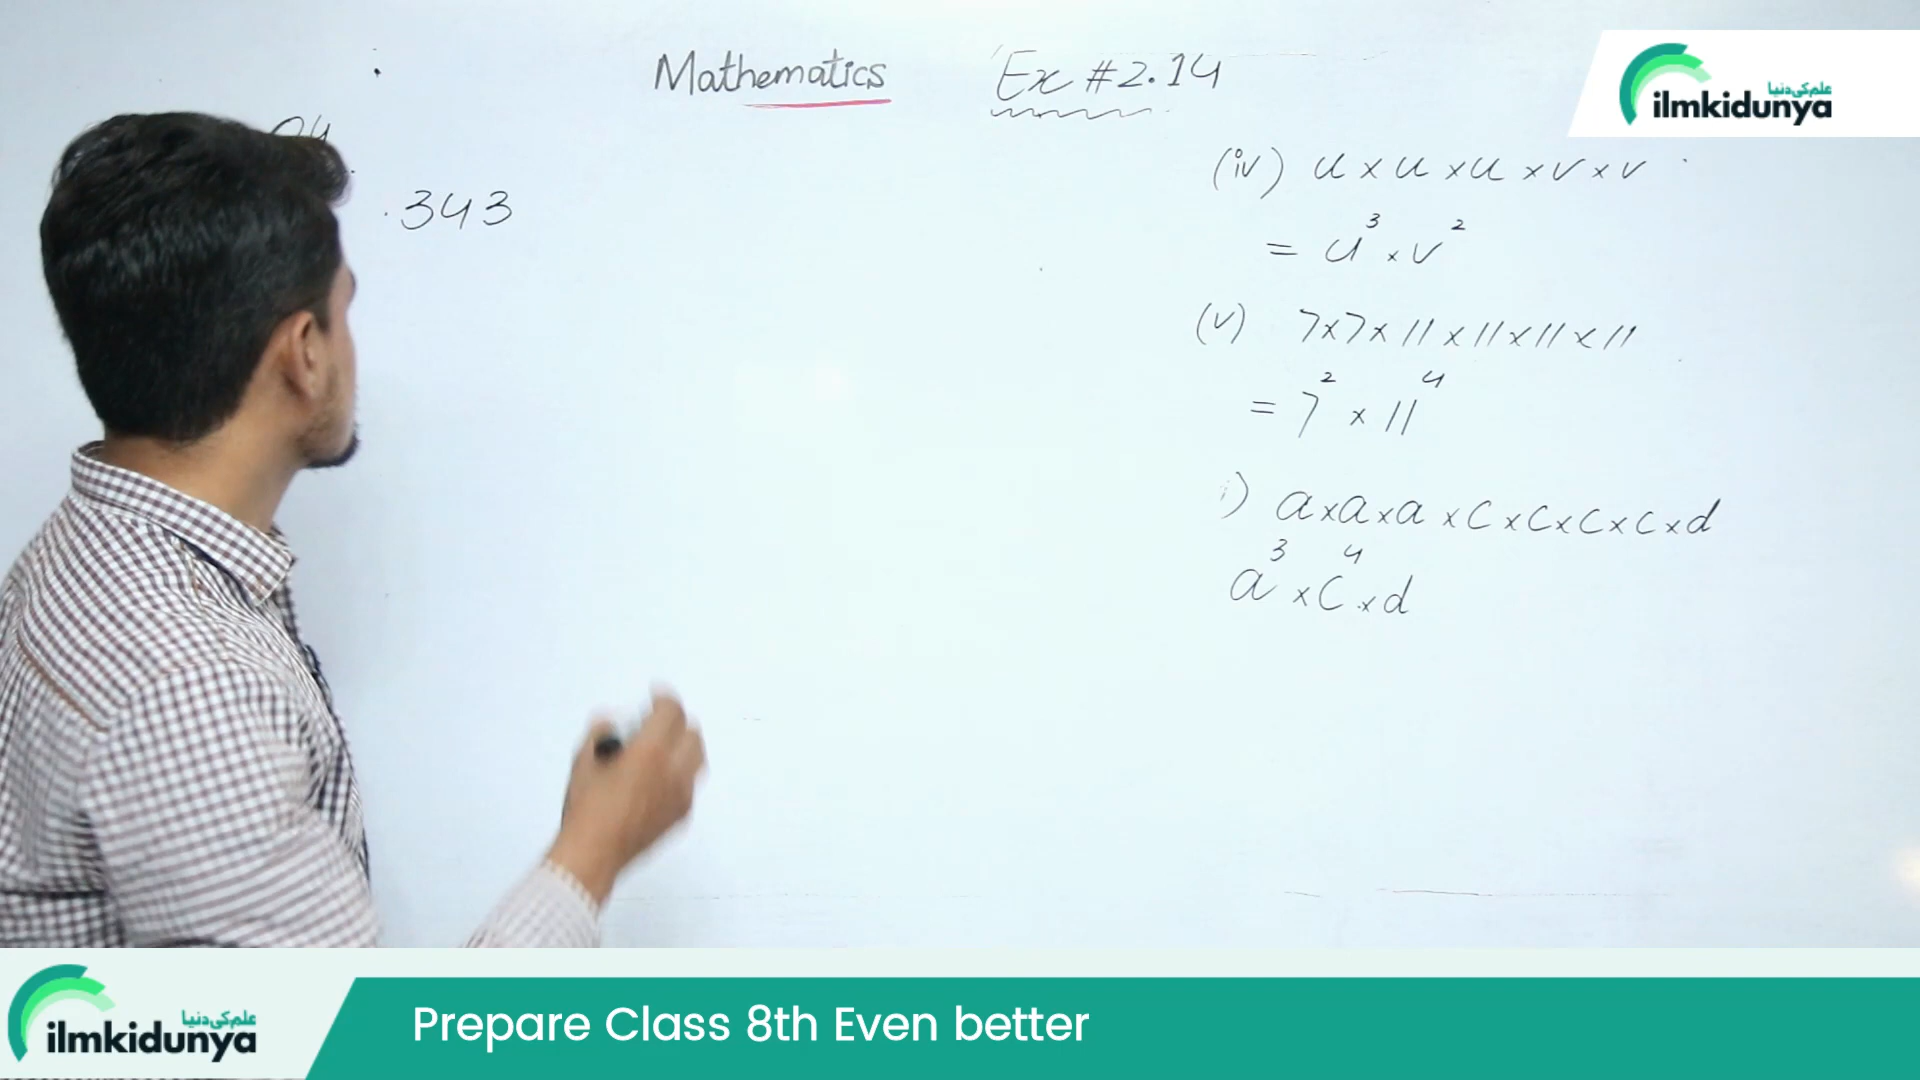 Mathematics Ex #2.14
علم کی دنیا
ilmkidunya
04
343
(iv) u × u × u × v × v
= u³ × v²
(v) 7×7× 11 × 11 × 11 × 11
= 7² × 11⁴
i) a×a×a × c × c × c × c × d
a³ × c⁴ × d
علم کی دنیا
ilmkidunya
Prepare Class 8th Even better